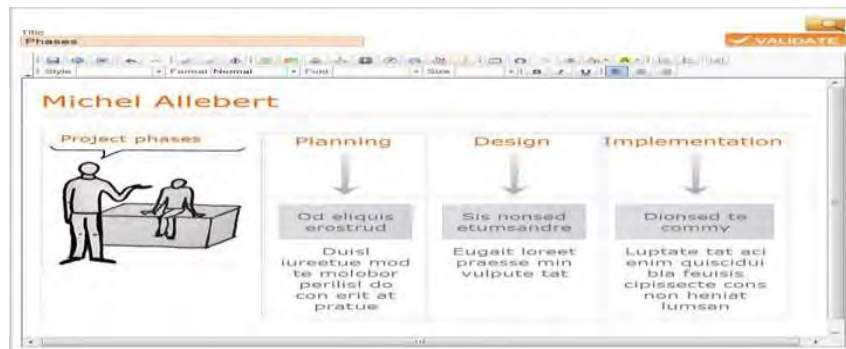 Title
Phases
VALIDATE
Style Format Normal Font Size
B I U
Michel Allebert
Project phases
Planning
Design
Implementation
Od eliquis
erostrud
Sis nonsed
etumsandre
Dionsed te
commy
Duisl
iureetue mod
te molobor
perilisl do
con erit at
pratue
Eugait loreet
praesse min
vulpute tat
Luptate tat aci
enim quiscidui
bla feuisis
cipissecte cons
non heniat
lumsan